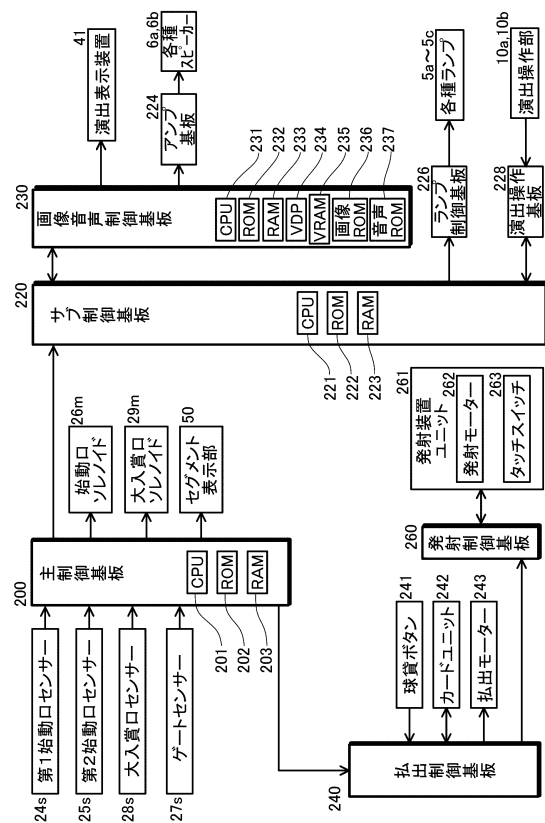 24s
第1始動口センサー
25s
第2始動口センサー
28s
大入賞口センサー
27s
ゲートセンサー
200
主制御基板
CPU
ROM
RAM
201
202
203
26m
始動口
ソレノイド
29m
大入賞口
ソレノイド
50
セグメント
表示部
220
サブ制御基板
CPU
ROM
RAM
221
222
223
230
画像
音声制御基板
CPU
ROM
RAM
VDP
VRAM
画像
ROM
音声
ROM
231
232
233
234
235
236
237
41
演出表示装置
224
アンプ
基板
6a,6b
各種
スピーカー
226
ランプ
制御基板
5a～5c
各種ランプ
228
演出操作
基板
10a,10b
演出操作部
240
払出制御基板
241
球貸ボタン
242
カードユニット
243
払出モーター
260
発射制御基板
261
発射装置
ユニット
262
発射モーター
263
タッチスイッチ